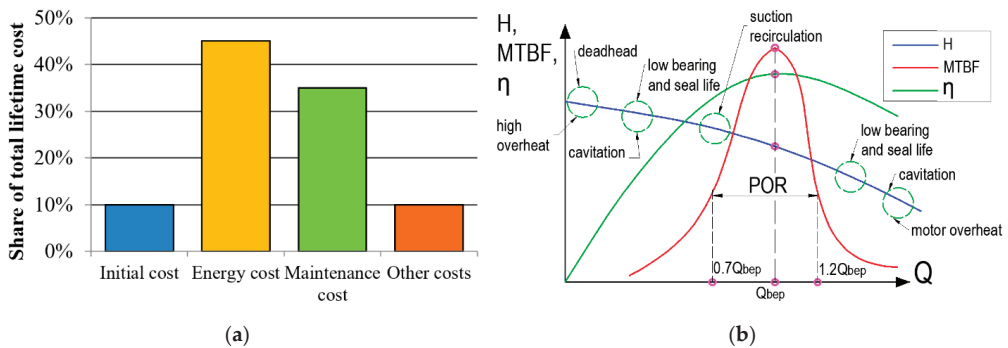 Share of total lifetime cost
50%
40%
30%
20%
10%
0%
Initial cost
Energy cost
Maintenance
cost
Other costs
(a)
H,
MTBF,
η
deadhead
high
overheat
low bearing
and seal life
cavitation
suction
recirculation
H
MTBF
η
low bearing
and seal life
cavitation
motor overheat
POR
0.7Qbep
1.2Qbep
Qbep
Q
(b)